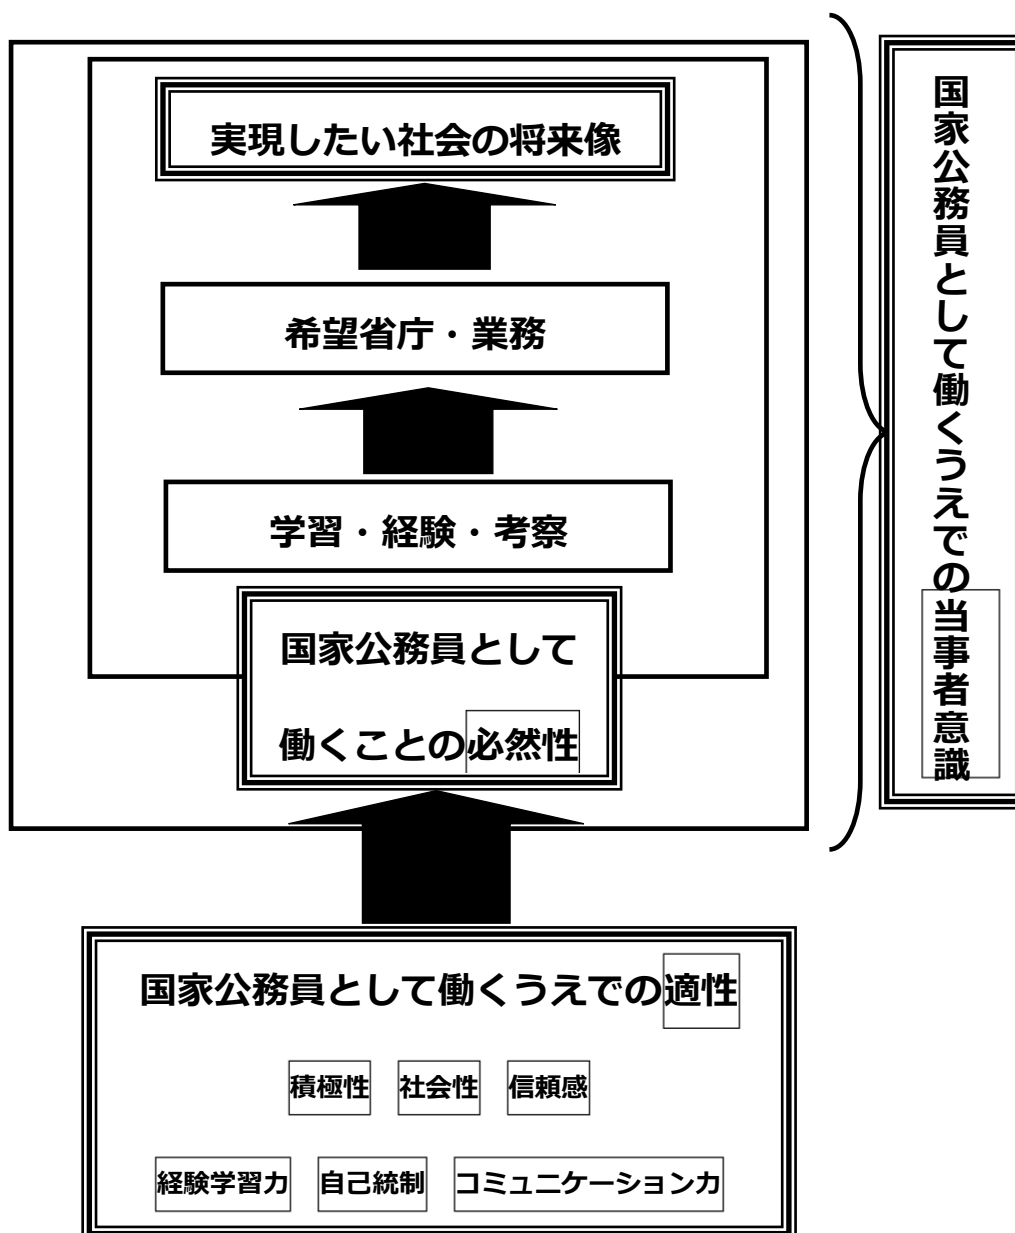 実現したい社会の将来像
希望省庁・業務
学習・経験・考察
国家公務員として
働くことの必然性
国家公務員として働くうえでの当事者意識
国家公務員として働くうえでの適性
積極性 社会性 信頼感
経験学習力 自己統制 コミュニケーション力